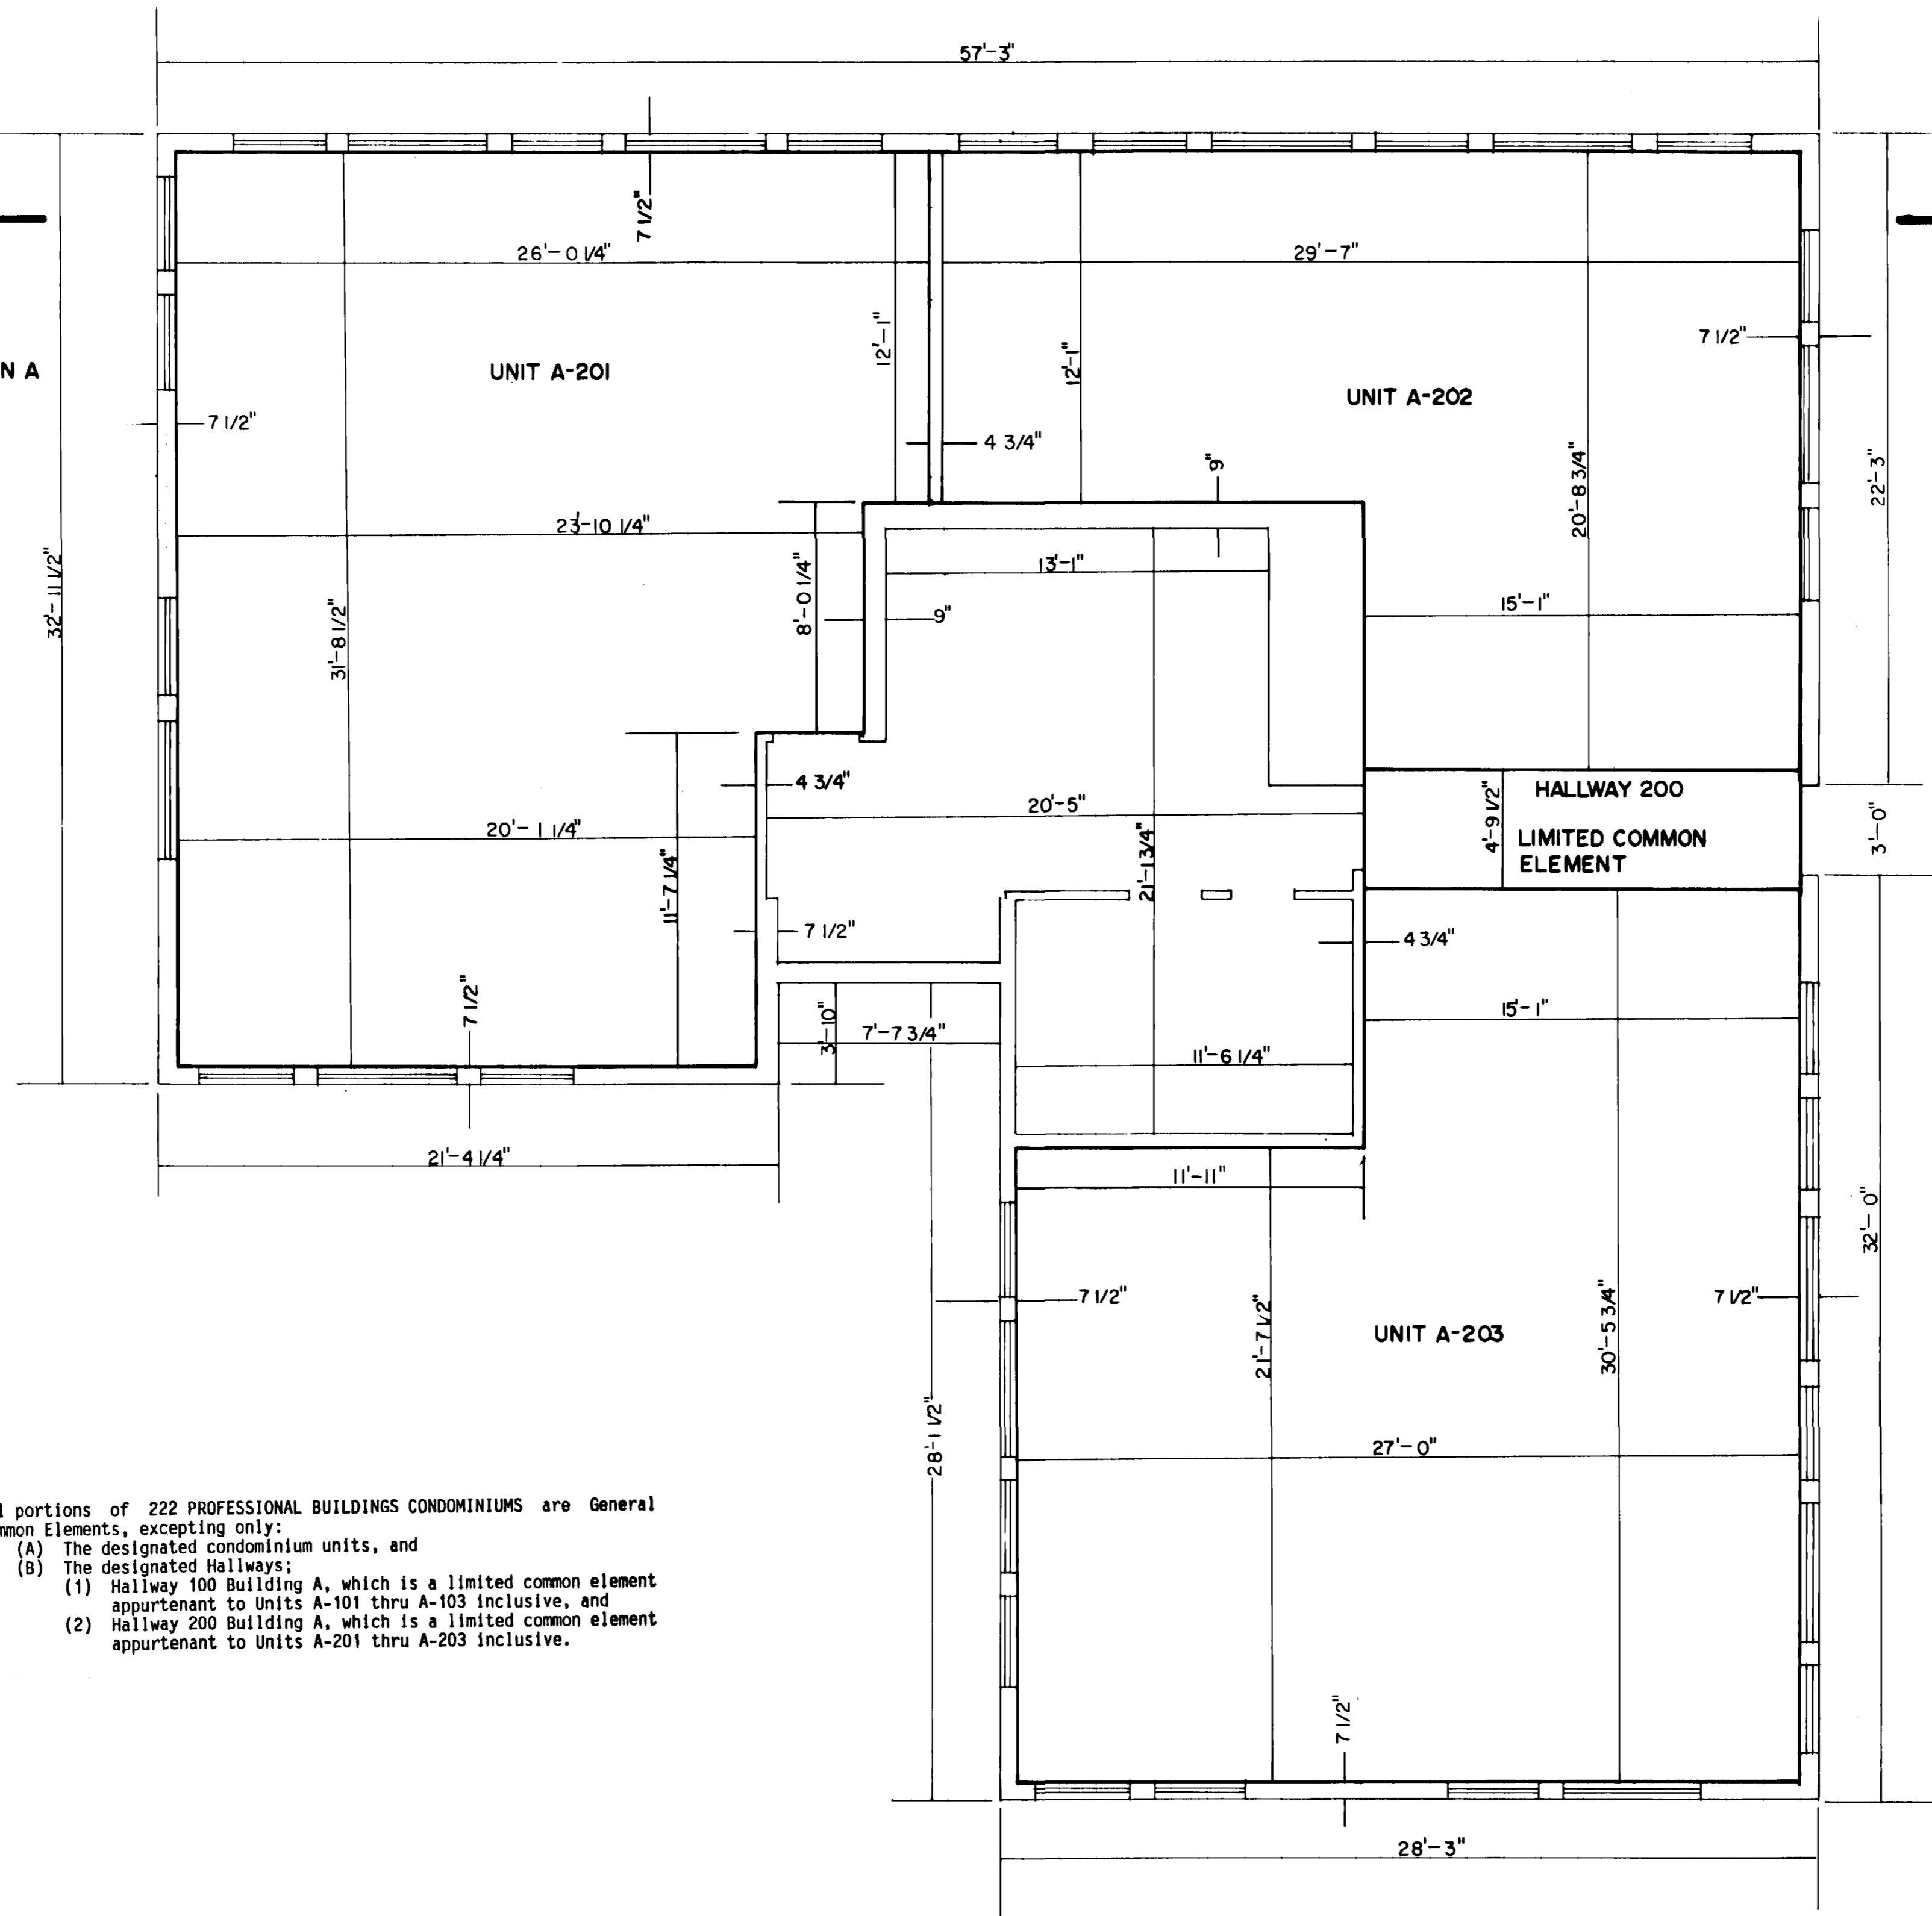 57'-3"
7 1/2"
26'-0 1/4"
29'-7"
12'-1"
12'-1"
7 1/2"
N A
UNIT A-201
UNIT A-202
7 1/2"
4 3/4"
9"
20'-8 3/4"
22'-3"
23'-10 1/4"
13'-1"
32'-11 1/2"
31'-8 1/2"
8'-0 1/4"
9"
15'-1"
4 3/4"
20'-5"
HALLWAY 200
4'-9 1/2"
LIMITED COMMON
ELEMENT
3'-0"
20'-1 1/4"
11'-7 1/4"
21'-1 3/4"
7 1/2"
4 3/4"
7 1/2"
3'-10"
7'-7 3/4"
11'-6 1/4"
15'-1"
21'-4 1/4"
11'-11"
32'-0"
7 1/2"
21'-7 1/2"
30'-5 3/4"
7 1/2"
UNIT A-203
28'-1 1/2"
27'-0"
l portions of 222 PROFESSIONAL BUILDINGS CONDOMINIUMS are General
mmon Elements, excepting only:
(A) The designated condominium units, and
(B) The designated Hallways;
(1) Hallway 100 Building A, which is a limited common element
appurtenant to Units A-101 thru A-103 inclusive, and
(2) Hallway 200 Building A, which is a limited common element
appurtenant to Units A-201 thru A-203 inclusive.
7 1/2"
28'-3"